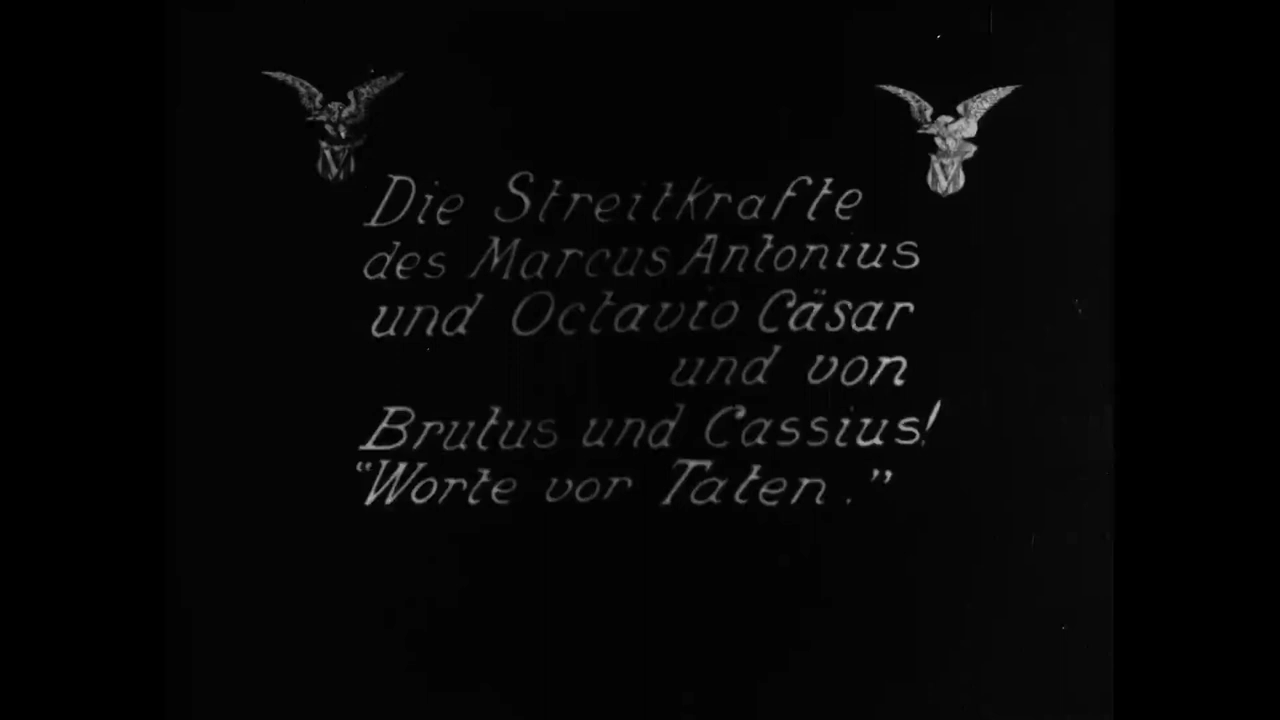 Die Streitkrafte
des Marcus Antonius
und Octavio Cäsar
und von
Brutus und Cassius!
“Worte vor Taten.”
V
V